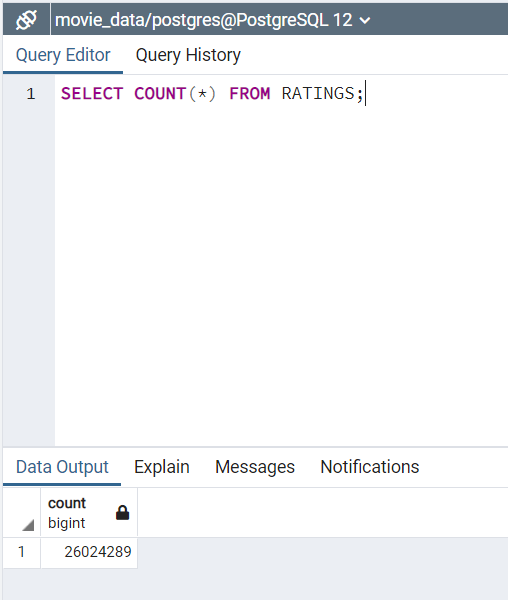 movie_data/postgres@PostgreSQL 12
Query Editor Query History
1 SELECT COUNT(*) FROM RATINGS;
Data Output Explain Messages Notifications
count
bigint
1 26024289